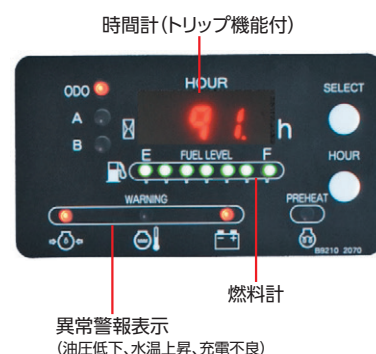 時間計(トリップ機能付)
HOUR
ODO
SELECT
A
91.
h
B
HOUR
E FUEL LEVEL F
WARNING
PREHEAT
B9210 2070
燃料計
異常警報表示
(油圧低下、水温上昇、充電不良)